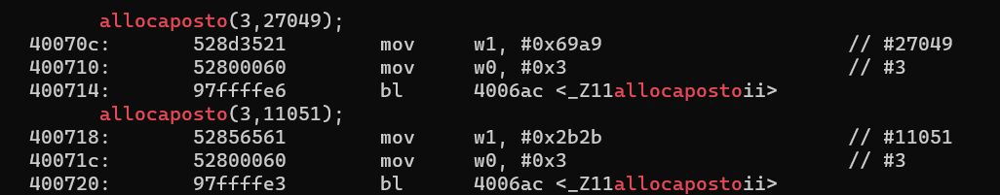 allocaposto(3,27049);
40070c: 528d3521 mov w1, #0x69a9 // #27049
400710: 52800060 mov w0, #0x3 // #3
400714: 97ffffe6 bl 4006ac <_Z11allocapostoii>
allocaposto(3,11051);
400718: 52856561 mov w1, #0x2b2b // #11051
40071c: 52800060 mov w0, #0x3 // #3
400720: 97ffffe3 bl 4006ac <_Z11allocapostoii>